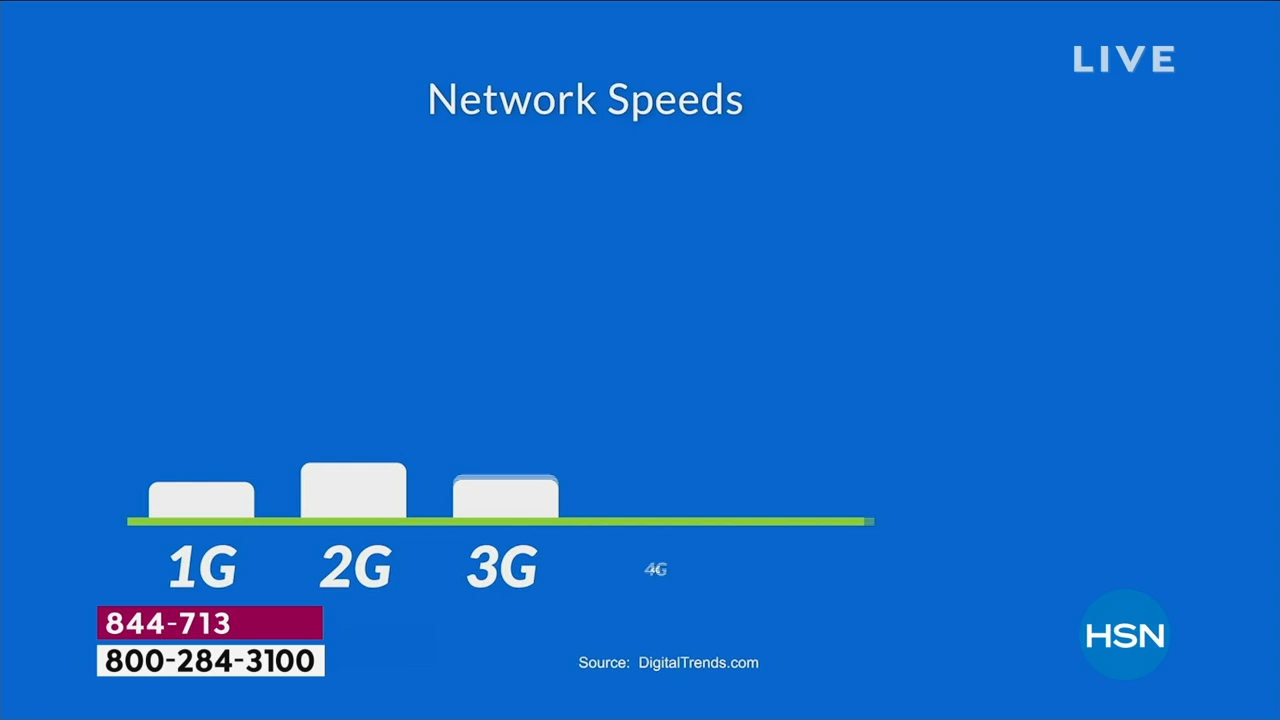 LIVE
Network Speeds
1G 2G 3G 4G
844-713
800-284-3100
Source: DigitalTrends.com
HSN